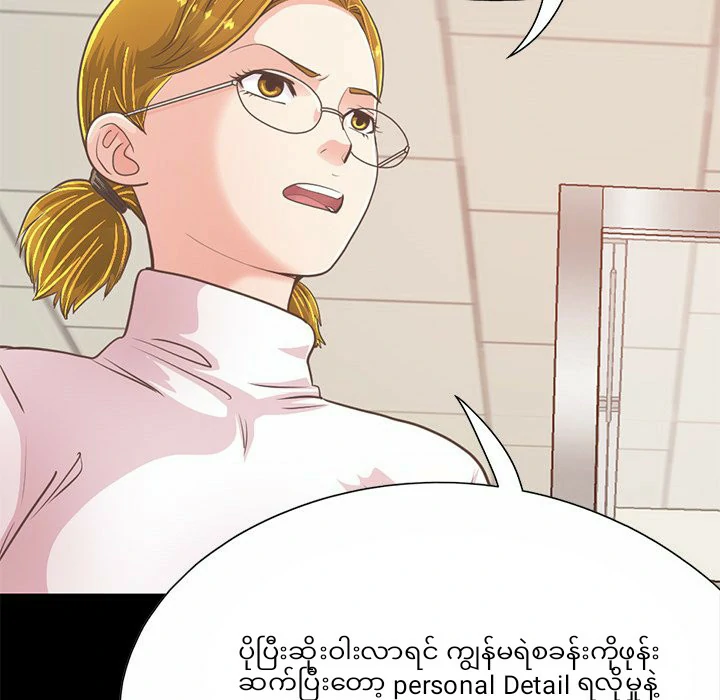 ပိုပြီးဆိုးဝါးလာရင် ကျွန်မရဲစခန်းကိုဖုန်း
ဆက်ပြီးတော့ personal Detail ရလိုမှုနဲ့